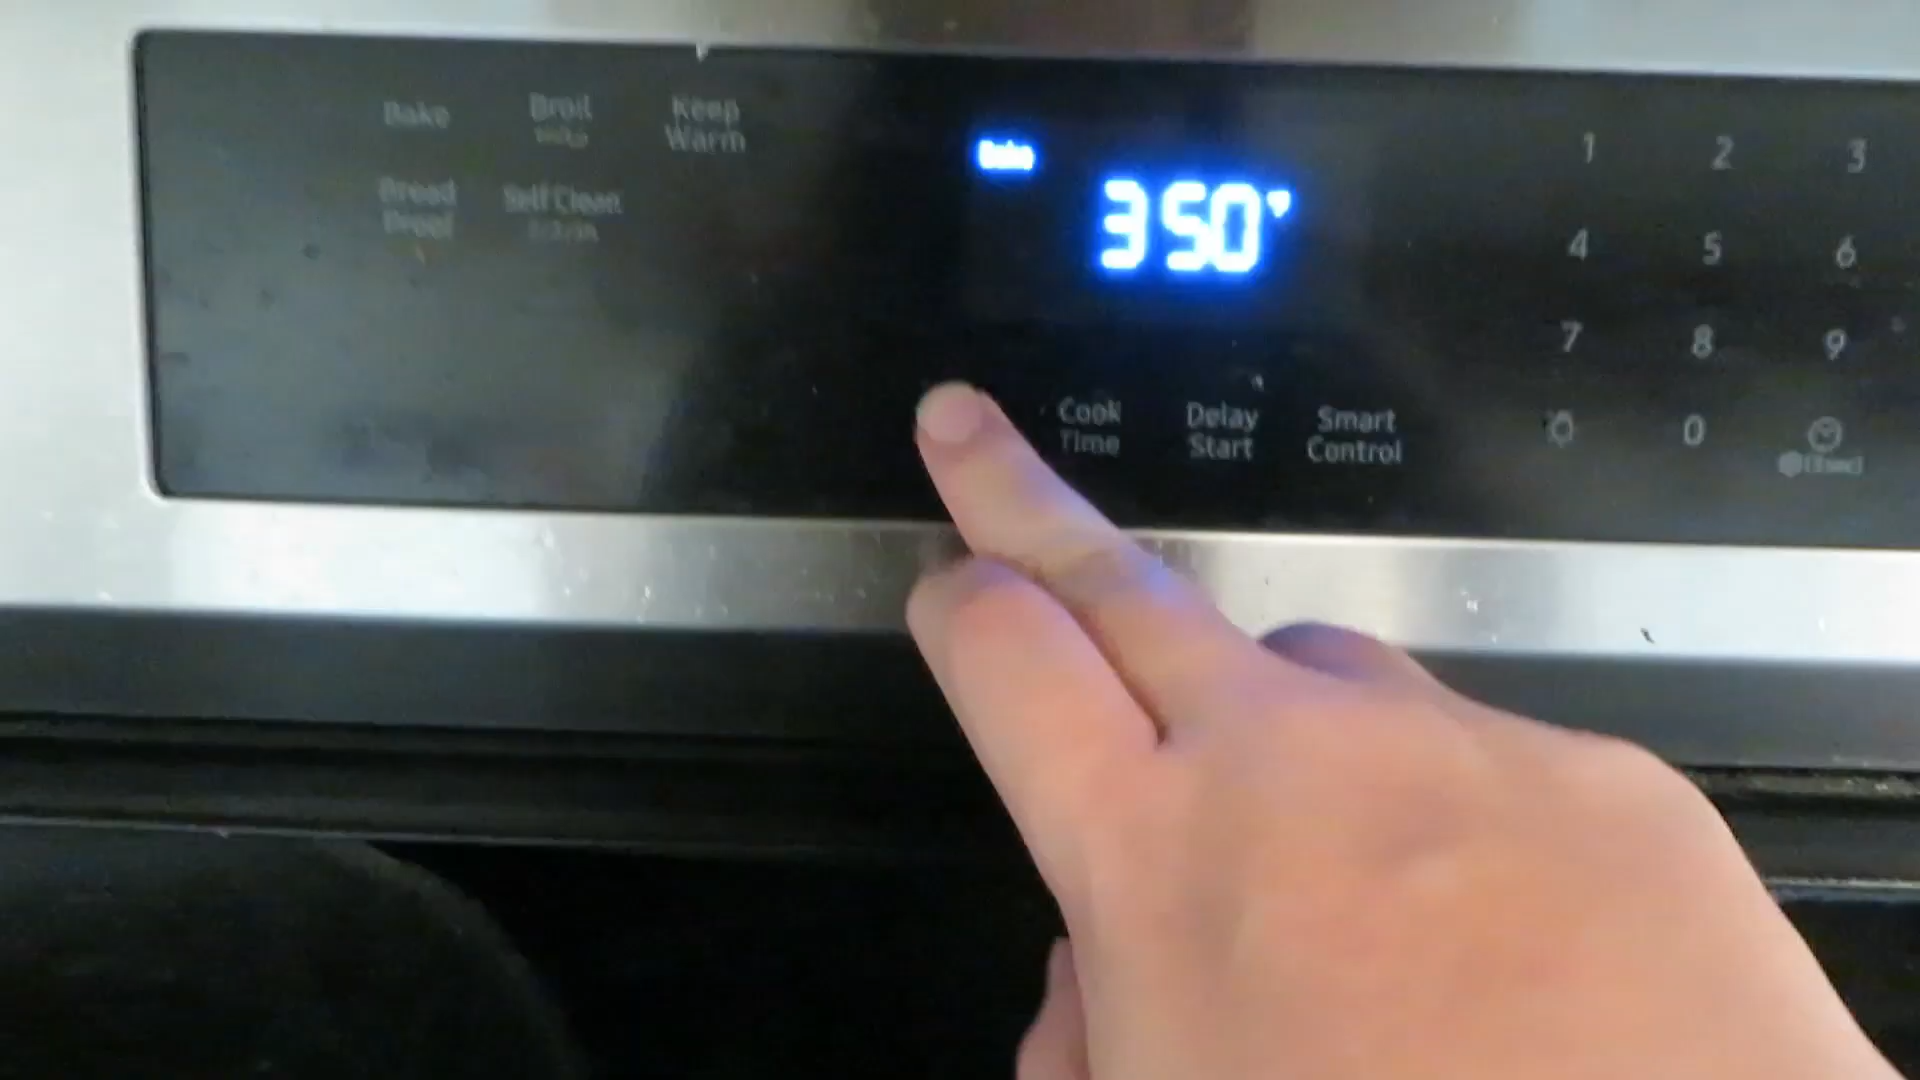 Bake
Broil
Keep
Warm
Bread
Proof
Self Clean
Bake
350°F
Cook
Time
Delay
Start
Smart
Control
1 2 3
4 5 6
7 8 9
0